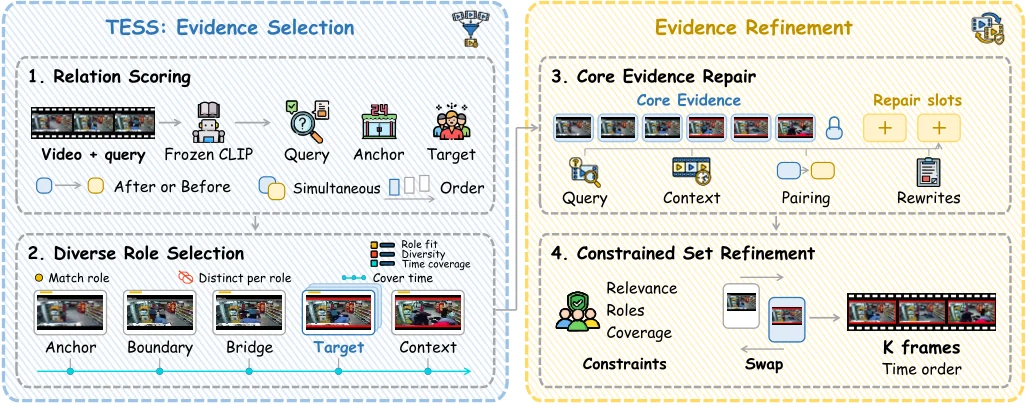 TESS: Evidence Selection
1. Relation Scoring
Video + query
Frozen CLIP
Query
Anchor
24
Target
After or Before
Simultaneous
Order
2. Diverse Role Selection
Role fit
Diversity
Time coverage
Match role
Distinct per role
Cover time
Anchor
Boundary
Bridge
Target
Context
Evidence Refinement
3. Core Evidence Repair
Core Evidence
Repair slots
+
+
Query
Context
Pairing
Rewrites
4. Constrained Set Refinement
Relevance
Roles
Coverage
Constraints
Swap
K frames
Time order